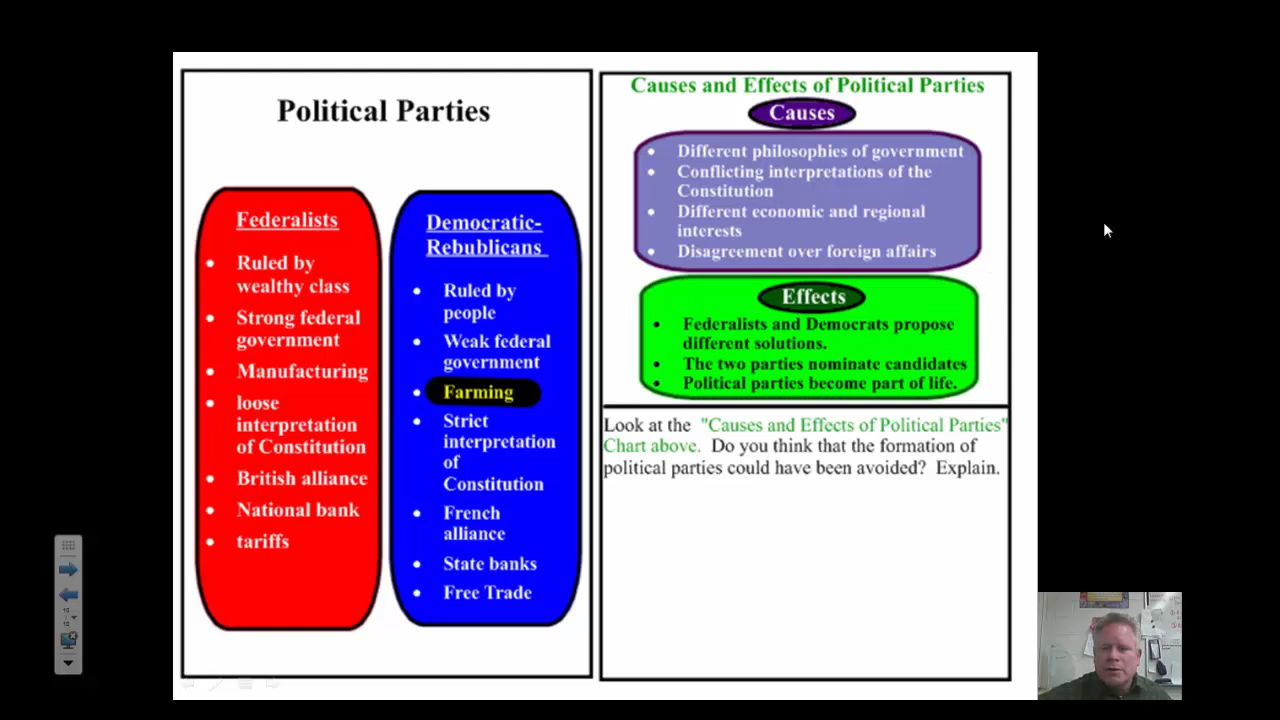 Political Parties
Federalists
Ruled by
wealthy class
Strong federal
government
Manufacturing
loose
interpretation
of Constitution
British alliance
National bank
tariffs
Democratic-
Rebublicans
Ruled by
people
Weak federal
government
Farming
Strict
interpretation
of
Constitution
French
alliance
State banks
Free Trade
Causes and Effects of Political Parties
Causes
Different philosophies of government
Conflicting interpretations of the
Constitution
Different economic and regional
interests
Disagreement over foreign affairs
Effects
Federalists and Democrats propose
different solutions.
The two parties nominate candidates
Political parties become part of life.
Look at the "Causes and Effects of Political Parties"
Chart above. Do you think that the formation of
political parties could have been avoided? Explain.